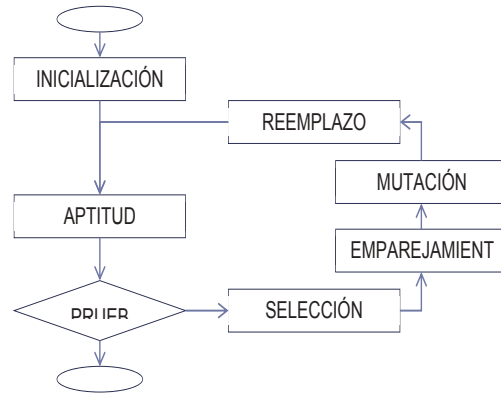 INICIALIZACIÓN
REEMPLAZO
MUTACIÓN
APTITUD
EMPAREJAMIENT
SELECCIÓN